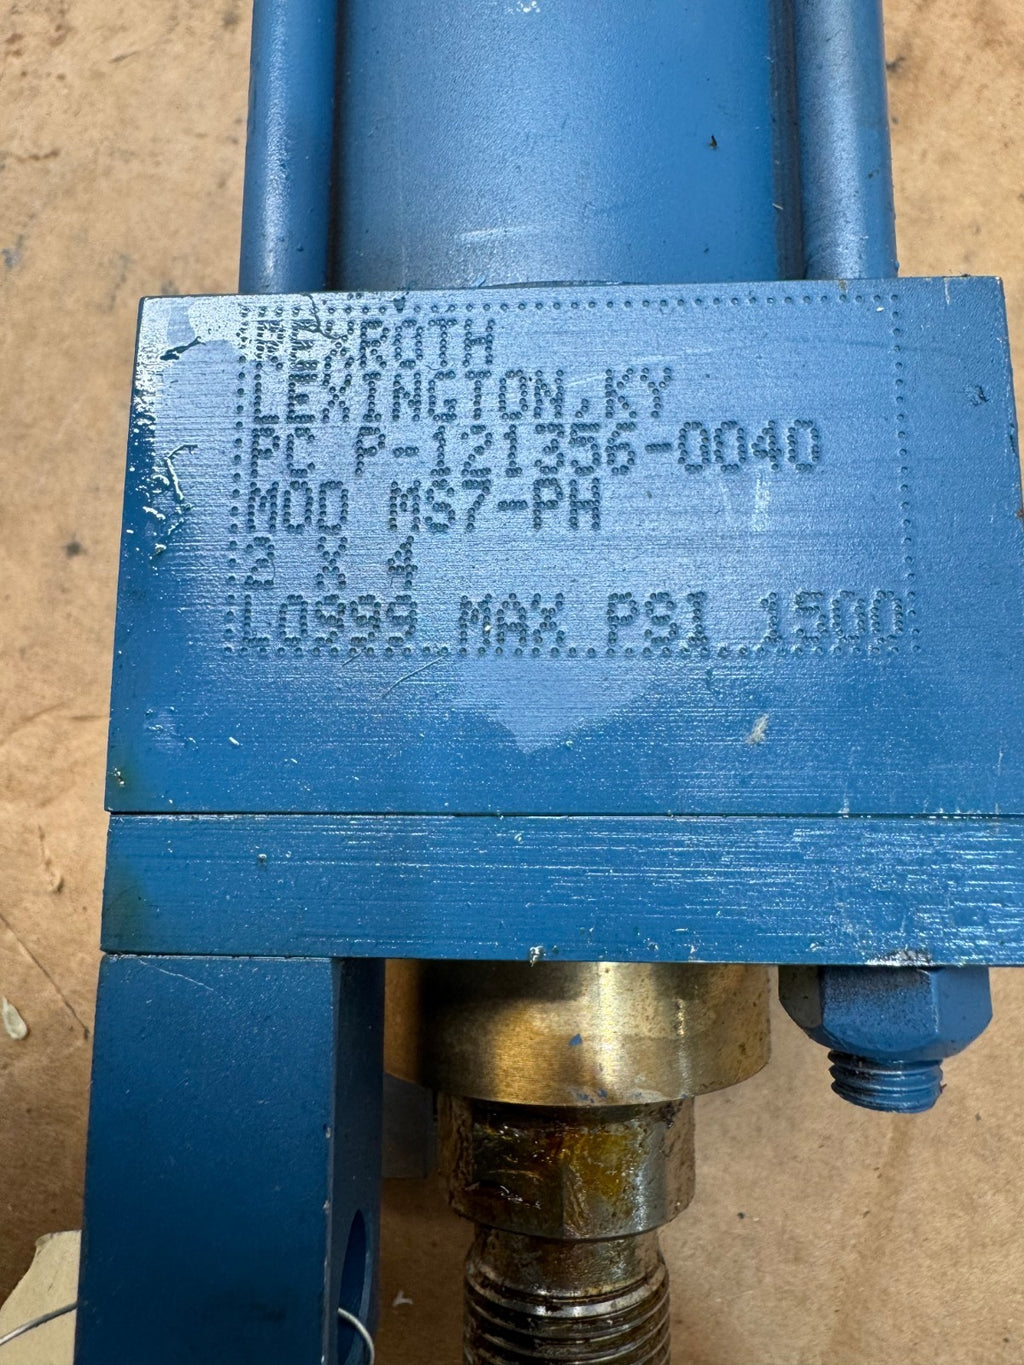 REXROTH
LEXINGTON,KY
PC P-121356-0040
MOD MS7-PH
2 X 4
L0999 MAX PSI 1500